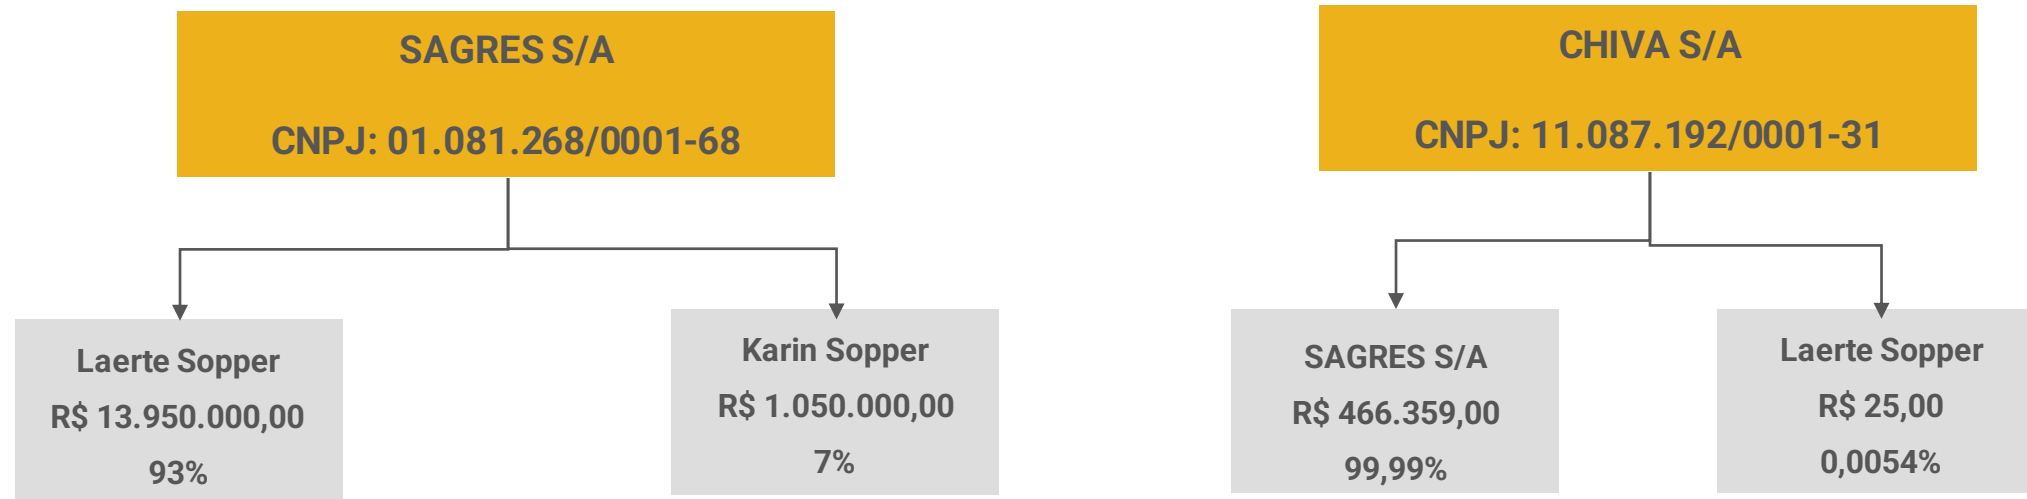 SAGRES S/A
CNPJ: 01.081.268/0001-68
Laerte Sopper
R$ 13.950.000,00
93%
Karin Sopper
R$ 1.050.000,00
7%
CHIVA S/A
CNPJ: 11.087.192/0001-31
SAGRES S/A
R$ 466.359,00
99,99%
Laerte Sopper
R$ 25,00
0,0054%